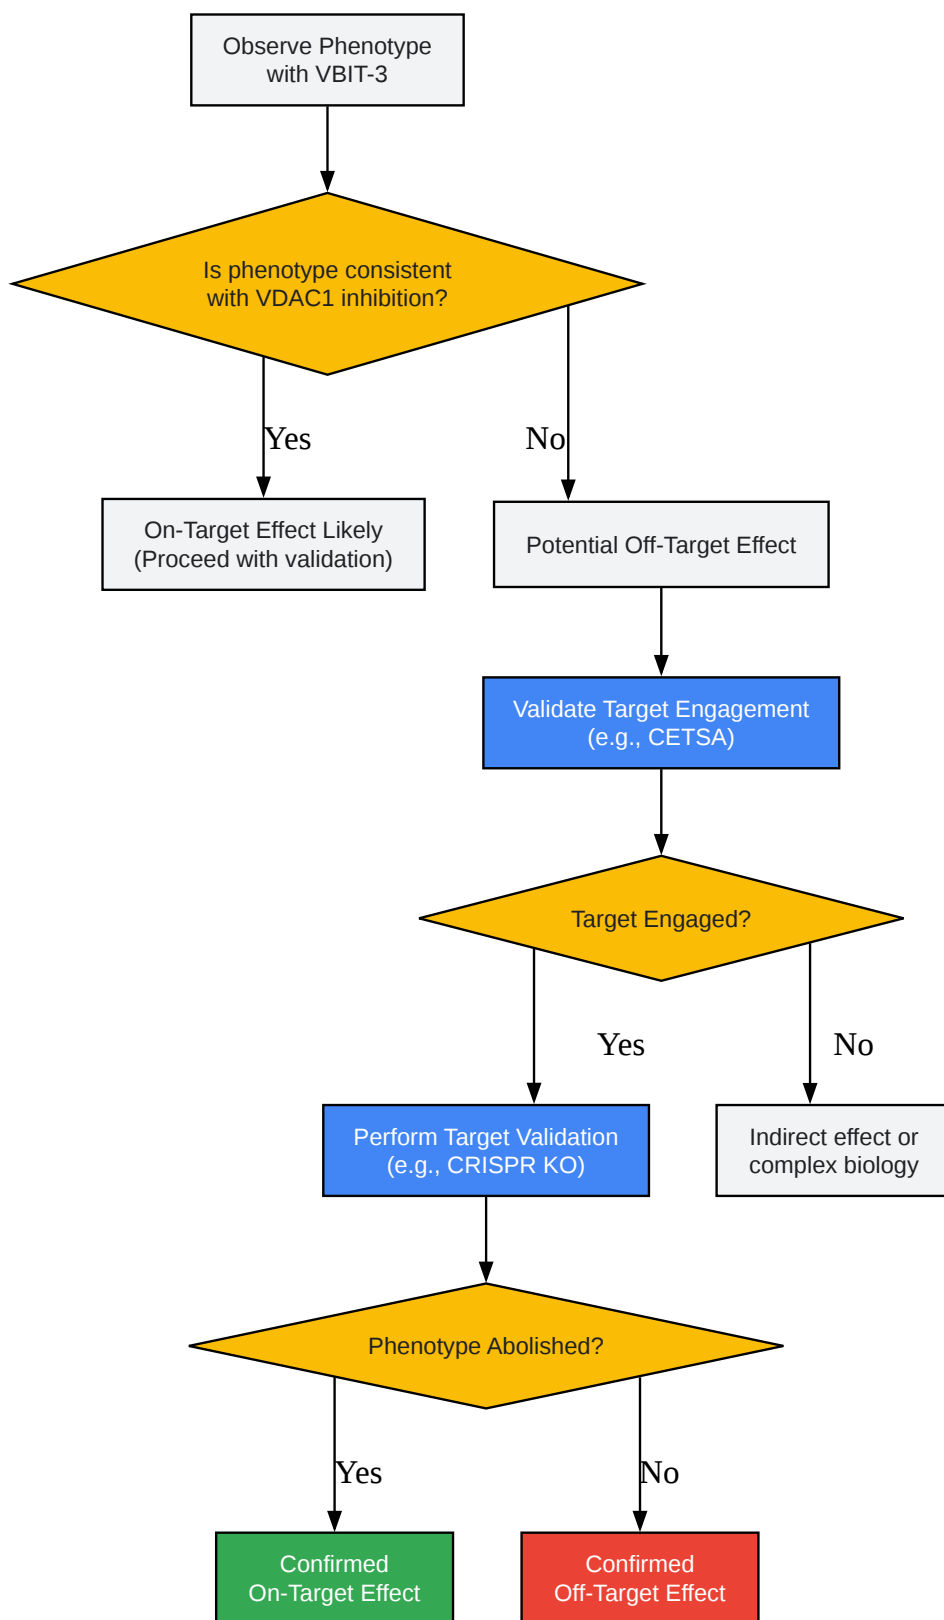 Observe Phenotype
with VBIT-3
Is phenotype consistent
with VDAC1 inhibition?
Yes
No
On-Target Effect Likely
(Proceed with validation)
Potential Off-Target Effect
Validate Target Engagement
(e.g., CETSA)
Target Engaged?
Yes
No
Perform Target Validation
(e.g., CRISPR KO)
Indirect effect or
complex biology
Phenotype Abolished?
Yes
No
Confirmed
On-Target Effect
Confirmed
Off-Target Effect